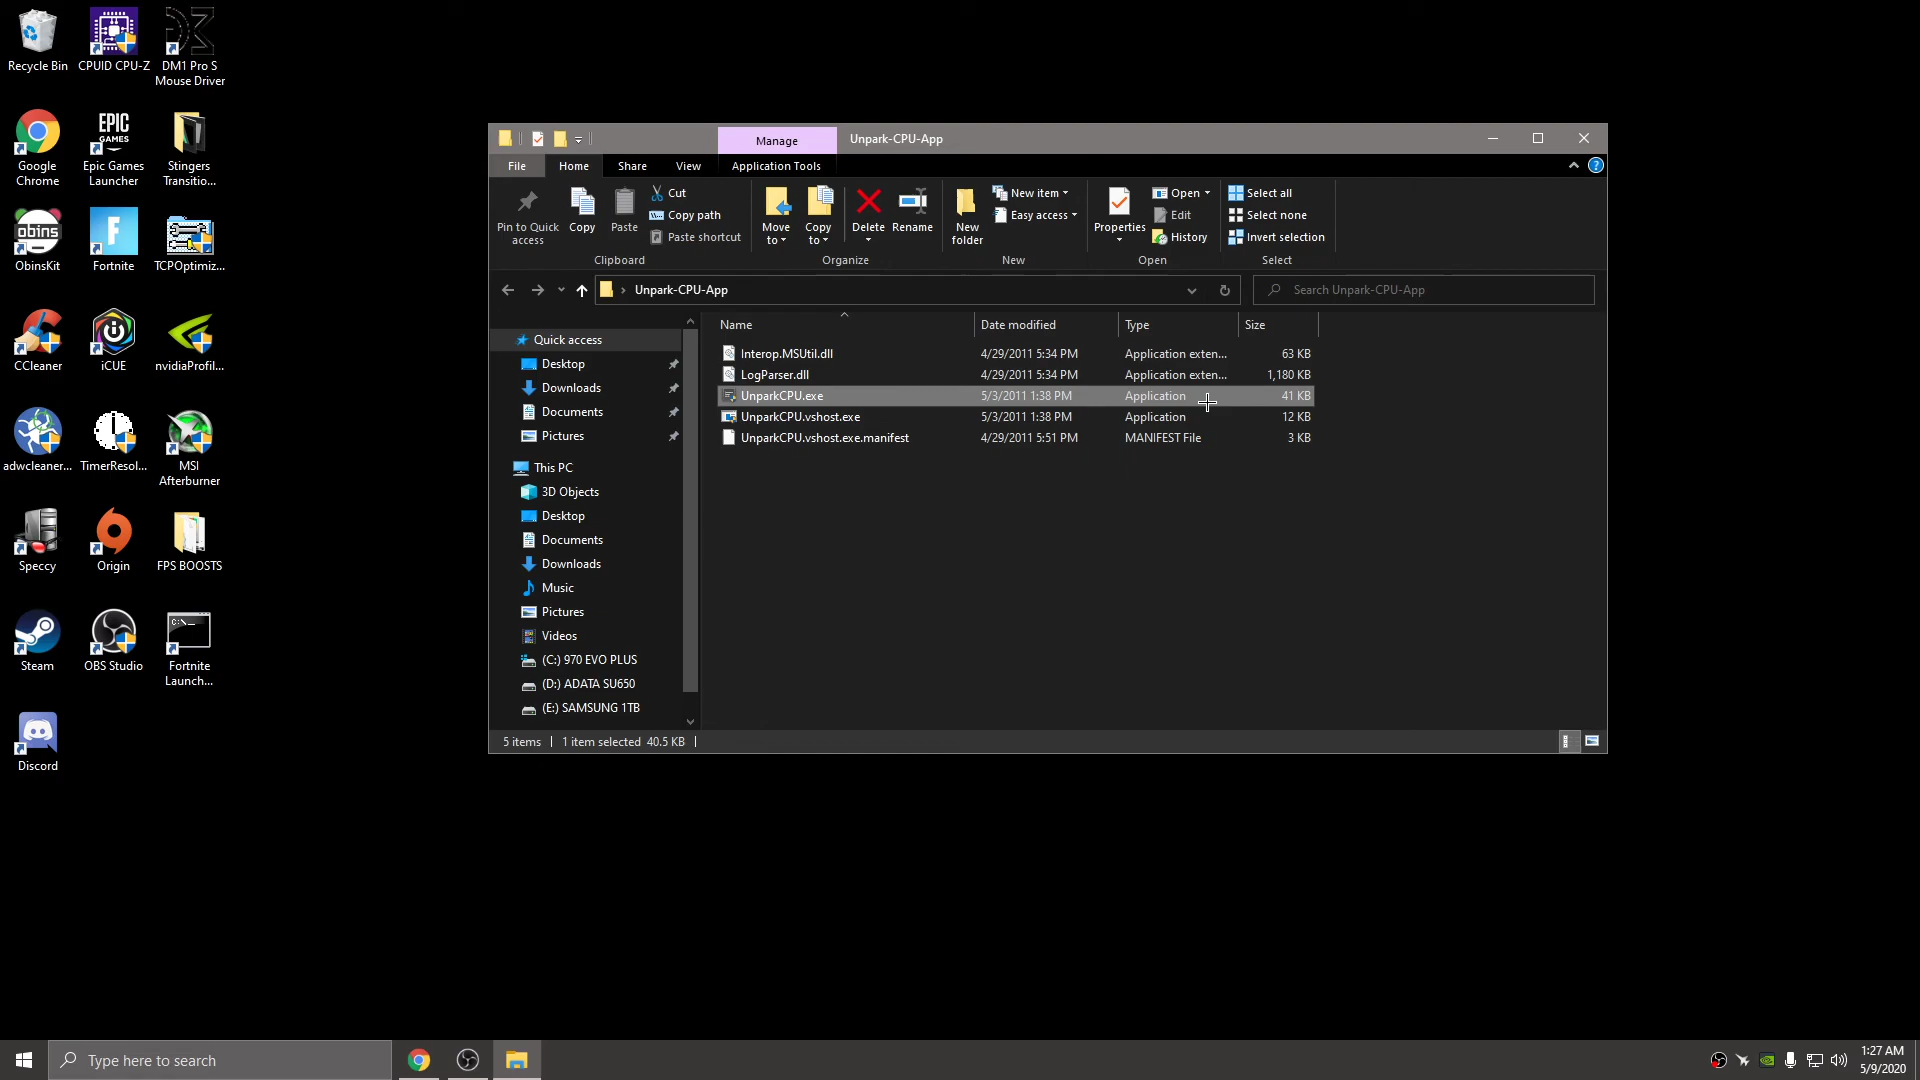 Recycle Bin
CPUID CPU-Z
DM1 Pro S
Mouse Driver
Google
Chrome
EPIC
GAMES
Epic Games
Launcher
Stingers
Transitio...
obins
ObinsKit
Fortnite
TCPOptimiz...
CCleaner
iCUE
nvidiaProfil...
adwcleaner...
TimerResol...
MSI
Afterburner
Speccy
Origin
FPS BOOSTS
Steam
OBS Studio
C:\_
Fortnite
Launch...
Discord
Manage
Unpark-CPU-App
File
Home
Share
View
Application Tools
Pin to Quick
access
Copy
Paste
Cut
Copy path
Paste shortcut
Clipboard
Move
to
Copy
to
Delete
Rename
Organize
New
folder
New item
Easy access
New
Properties
Open
Edit
History
Open
Select all
Select none
Invert selection
Select
Unpark-CPU-App
Search Unpark-CPU-App
Quick access
Desktop
Downloads
Documents
Pictures
This PC
3D Objects
Desktop
Documents
Downloads
Music
Pictures
Videos
(C:) 970 EVO PLUS
(D:) ADATA SU650
(E:) SAMSUNG 1TB
Name Date modified Type Size
Interop.MSUtil.dll 4/29/2011 5:34 PM Application exten... 63 KB
LogParser.dll 4/29/2011 5:34 PM Application exten... 1,180 KB
UnparkCPU.exe 5/3/2011 1:38 PM Application 41 KB
UnparkCPU.vshost.exe 5/3/2011 1:38 PM Application 12 KB
UnparkCPU.vshost.exe.manifest 4/29/2011 5:51 PM MANIFEST File 3 KB
5 items 1 item selected 40.5 KB
Type here to search
1:27 AM
5/9/2020